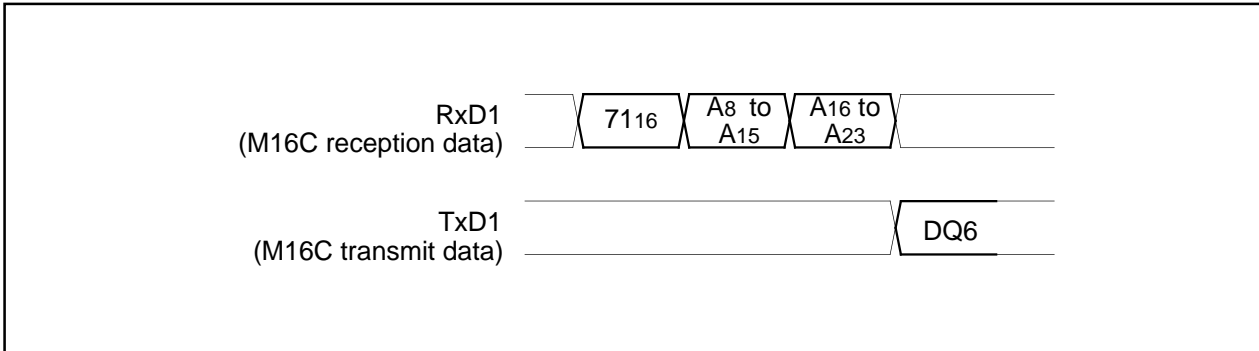 RxD1
(M16C reception data)
7116
A8 to
A15
A16 to
A23
TxD1
(M16C transmit data)
DQ6